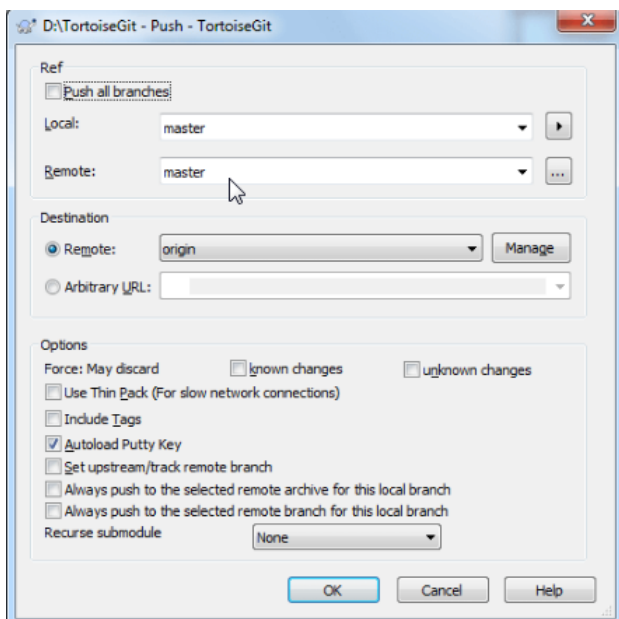 D:\TortoiseGit - Push - TortoiseGit
Ref
Push all branches
Local: master
Remote: master ...
Destination
Remote: origin Manage
Arbitrary URL:
Options
Force: May discard known changes unknown changes
Use Thin Pack (For slow network connections)
Include Tags
Autoload Putty Key
Set upstream/track remote branch
Always push to the selected remote archive for this local branch
Always push to the selected remote branch for this local branch
Recurse submodule None
OK Cancel Help